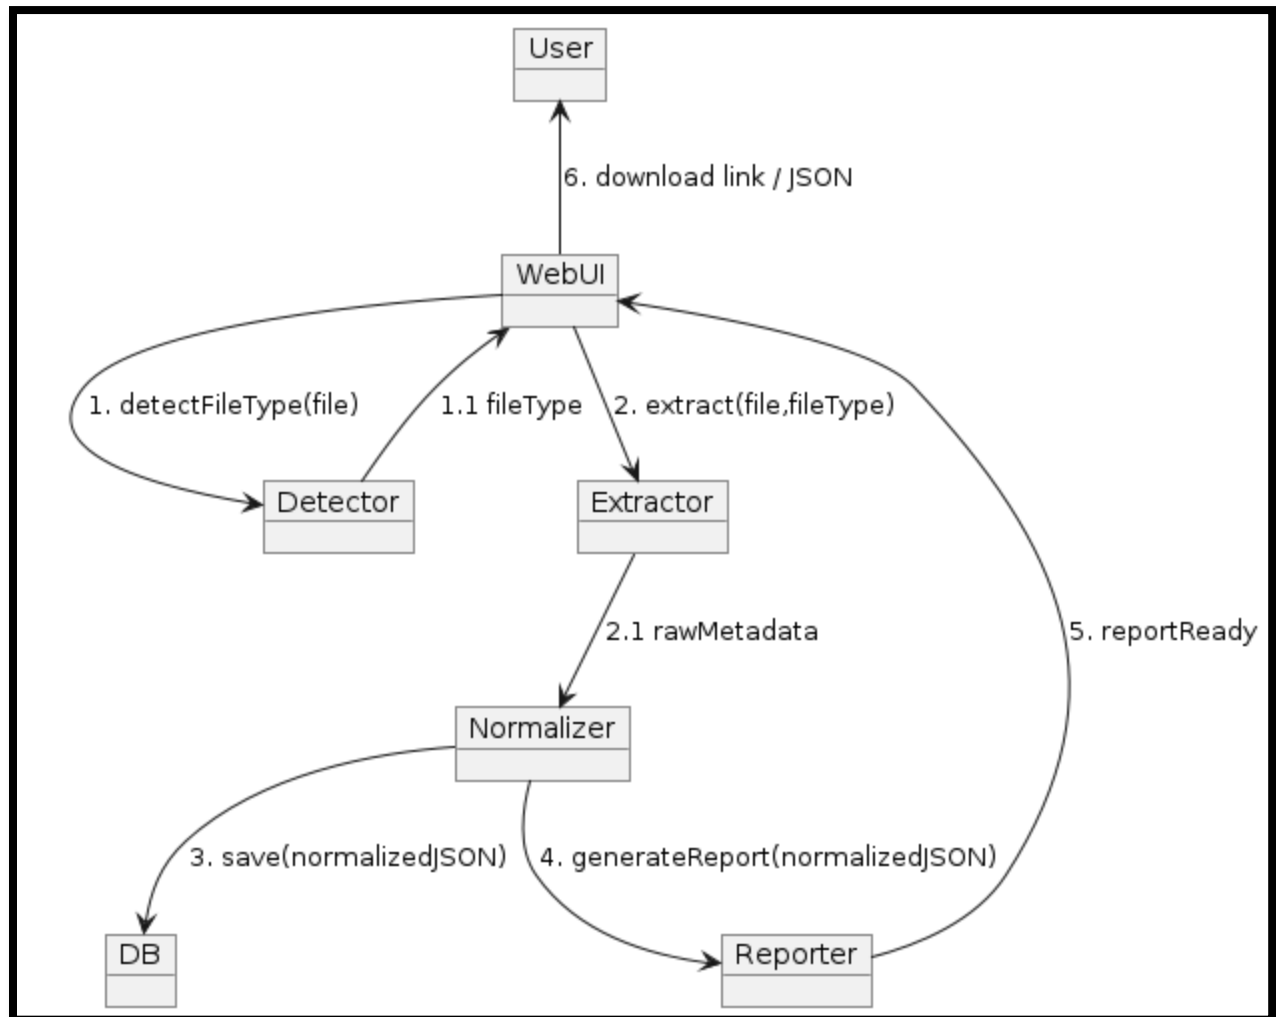 User
6. download link / JSON
WebUI
1. detectFileType(file)
1.1 fileType
2. extract(file,fileType)
Detector
Extractor
2.1 rawMetadata
5. reportReady
Normalizer
3. save(normalizedJSON)
4. generateReport(normalizedJSON)
DB
Reporter